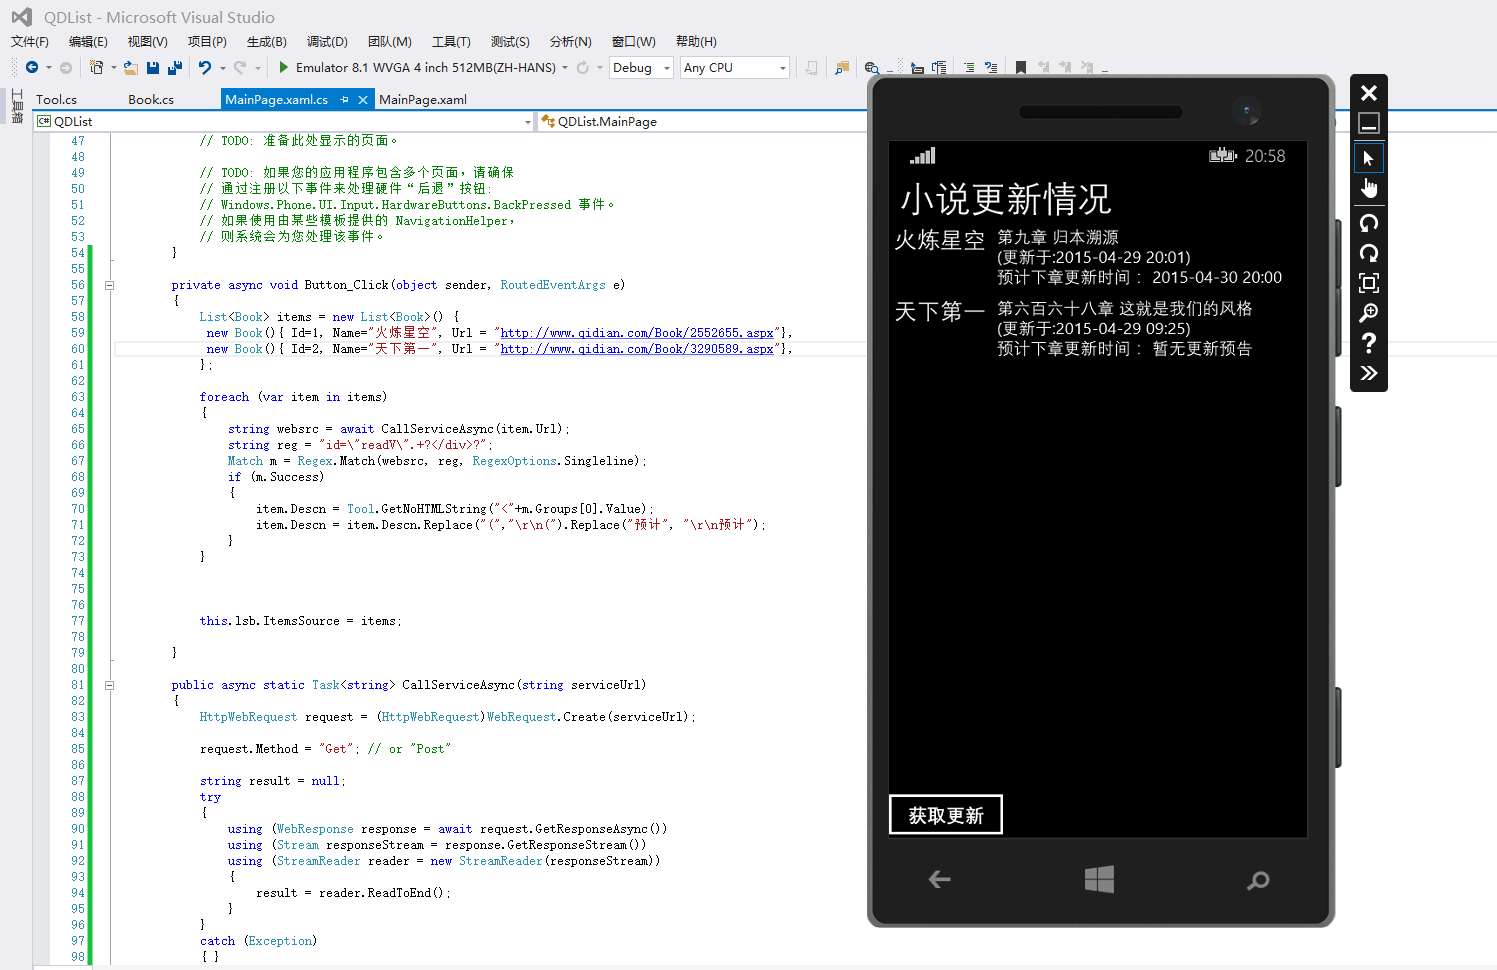 QDList - Microsoft Visual Studio
文件(F) 编辑(E) 视图(V) 项目(P) 生成(B) 调试(D) 团队(M) 工具(T) 测试(S) 分析(N) 窗口(W) 帮助(H)
Emulator 8.1 WVGA 4 inch 512MB(ZH-HANS) Debug Any CPU
工具箱
Tool.cs Book.cs MainPage.xaml.cs MainPage.xaml
QDList QDList.MainPage
47 // TODO: 准备此处显示的页面。
48
49 // TODO: 如果您的应用程序包含多个页面，请确保
50 // 通过注册以下事件来处理硬件“后退”按钮:
51 // Windows.Phone.UI.Input.HardwareButtons.BackPressed 事件。
52 // 如果使用由某些模板提供的 NavigationHelper，
53 // 则系统会为您处理该事件。
54 }
55
56 private async void Button_Click(object sender, RoutedEventArgs e)
57 {
58 List<Book> items = new List<Book>() {
59 new Book(){ Id=1, Name="火炼星空", Url = "http://www.qidian.com/Book/2552655.aspx"},
60 new Book(){ Id=2, Name="天下第一", Url = "http://www.qidian.com/Book/3290589.aspx"},
61 };
62
63 foreach (var item in items)
64 {
65 string websrc = await CallServiceAsync(item.Url);
66 string reg = "id=\"readV\".+?</div>?";
67 Match m = Regex.Match(websrc, reg, RegexOptions.Singleline);
68 if (m.Success)
69 {
70 item.Descn = Tool.GetNoHTMLString("<"+m.Groups[0].Value);
71 item.Descn = item.Descn.Replace("(","\r\n(").Replace("预计", "\r\n预计");
72 }
73 }
74
75
76
77 this.lsb.ItemsSource = items;
78
79 }
80
81 public async static Task<string> CallServiceAsync(string serviceUrl)
82 {
83 HttpWebRequest request = (HttpWebRequest)WebRequest.Create(serviceUrl);
84
85 request.Method = "Get"; // or "Post"
86
87 string result = null;
88 try
89 {
90 using (WebResponse response = await request.GetResponseAsync())
91 using (Stream responseStream = response.GetResponseStream())
92 using (StreamReader reader = new StreamReader(responseStream))
93 {
94 result = reader.ReadToEnd();
95 }
96 }
97 catch (Exception)
98 { }
20:58
小说更新情况
火炼星空 第九章 归本溯源
(更新于:2015-04-29 20:01)
预计下章更新时间： 2015-04-30 20:00
天下第一 第六百六十八章 这就是我们的风格
(更新于:2015-04-29 09:25)
预计下章更新时间： 暂无更新预告
获取更新